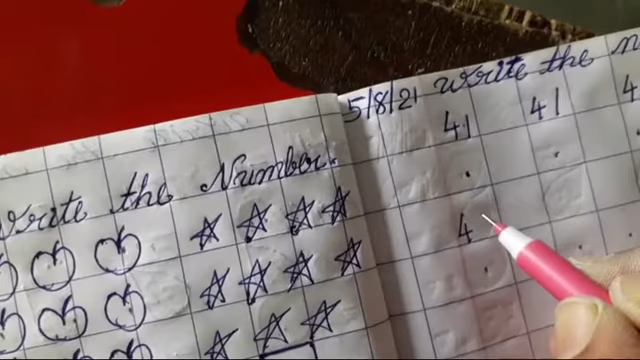 Write the Number.
5/8/21 Write the n
41 41 4
4